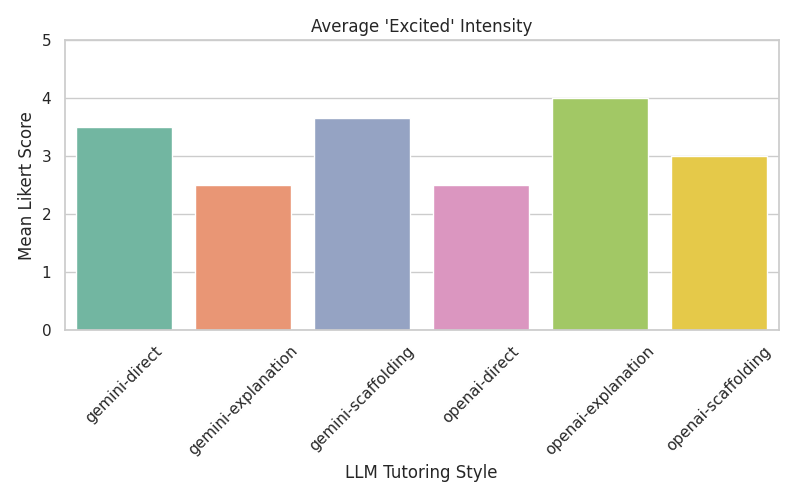 Average 'Excited' Intensity
Mean Likert Score
5
4
3
2
1
0
gemini-direct
gemini-explanation
gemini-scaffolding
openai-direct
openai-explanation
openai-scaffolding
LLM Tutoring Style